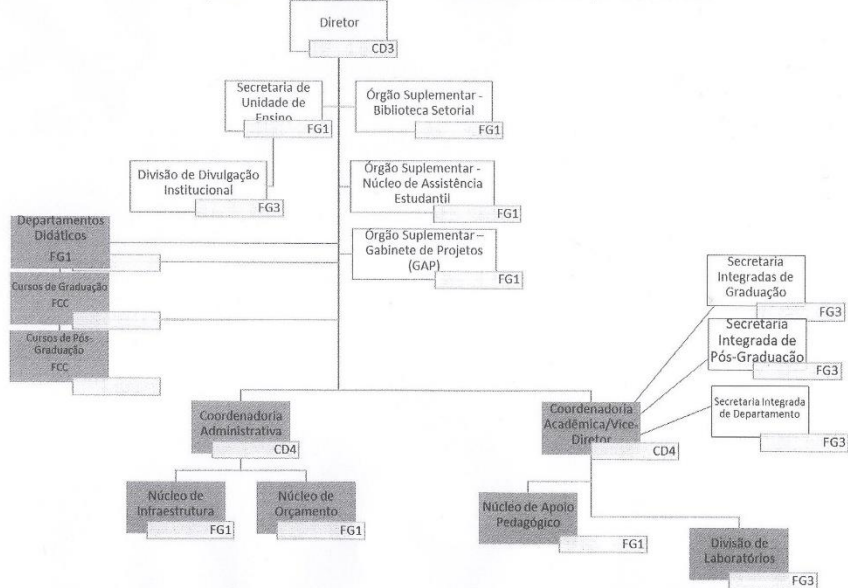 Diretor
CD3
Secretaria de
Unidade de
Ensino
FG1
Órgão Suplementar -
Biblioteca Setorial
FG1
Divisão de Divulgação
Institucional
FG3
Órgão Suplementar -
Núcleo de Assistência
Estudantil
FG1
Departamentos
Didáticos
FG1
Órgão Suplementar –
Gabinete de Projetos
(GAP)
FG1
Cursos de Graduação
FCC
Cursos de Pós-
Graduação
FCC
Secretaria
Integradas de
Graduação
FG3
Secretaria
Integrada de
Pós-Graduação
FG3
Secretaria Integrada
de Departamento
FG3
Coordenadoria
Administrativa
CD4
Coordenadoria
Acadêmica/Vice-
Diretor
CD4
Núcleo de
Infraestrutura
FG1
Núcleo de
Orçamento
FG1
Núcleo de Apoio
Pedagógico
FG1
Divisão de
Laboratórios
FG3